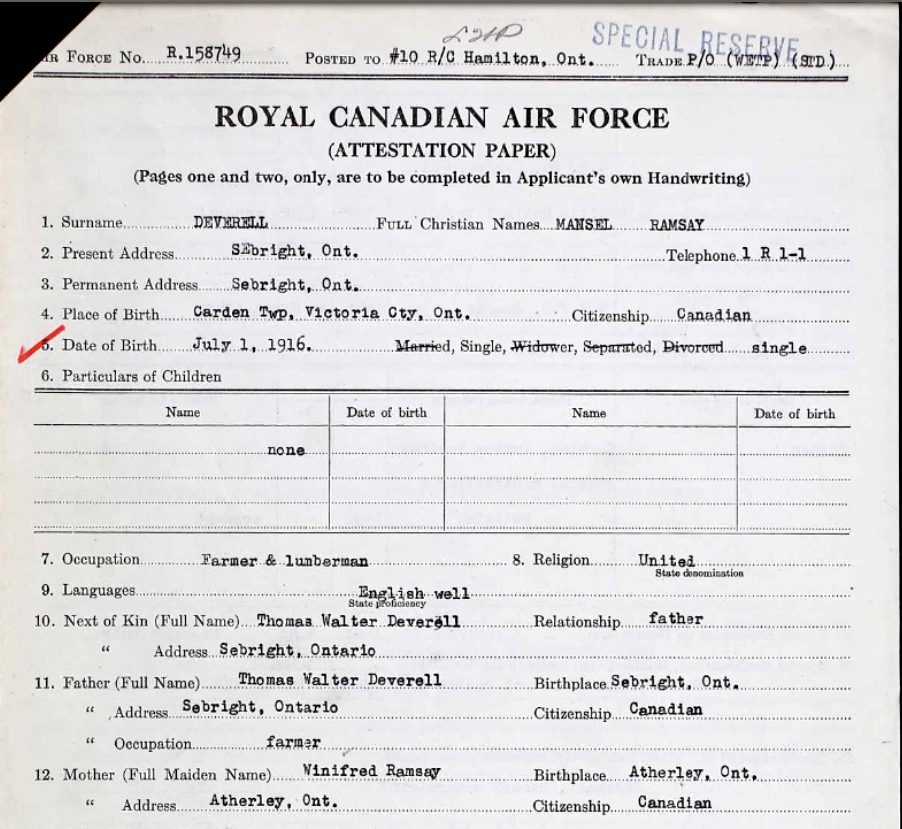 SPECIAL RESERVE
IR FORCE No. R.158749 POSTED TO #10 R/C Hamilton, Ont. TRADE P/O (WETP) (STD)
ROYAL CANADIAN AIR FORCE
(ATTESTATION PAPER)
(Pages one and two, only, are to be completed in Applicant's own Handwriting)
1. Surname DEVERELL FULL Christian Names MANSEL RAMSAY
2. Present Address SEbright, Ont. Telephone 1 R 1-1
3. Permanent Address Sebright, Ont.
4. Place of Birth Carden Twp, Victoria Cty, Ont. Citizenship Canadian
5. Date of Birth July 1, 1916. Married, Single, Widower, Separated, Divorced single
6. Particulars of Children
Name Date of birth Name Date of birth
none
7. Occupation Farmer & lumberman 8. Religion United
State denomination
9. Languages English well
State proficiency
10. Next of Kin (Full Name) Thomas Walter Deverell Relationship father
" Address Sebright, Ontario
11. Father (Full Name) Thomas Walter Deverell Birthplace Sebright, Ont.
" Address Sebright, Ontario Citizenship Canadian
" Occupation farmer
12. Mother (Full Maiden Name) Winifred Ramsay Birthplace Atherley, Ont.
" Address Atherley, Ont. Citizenship Canadian